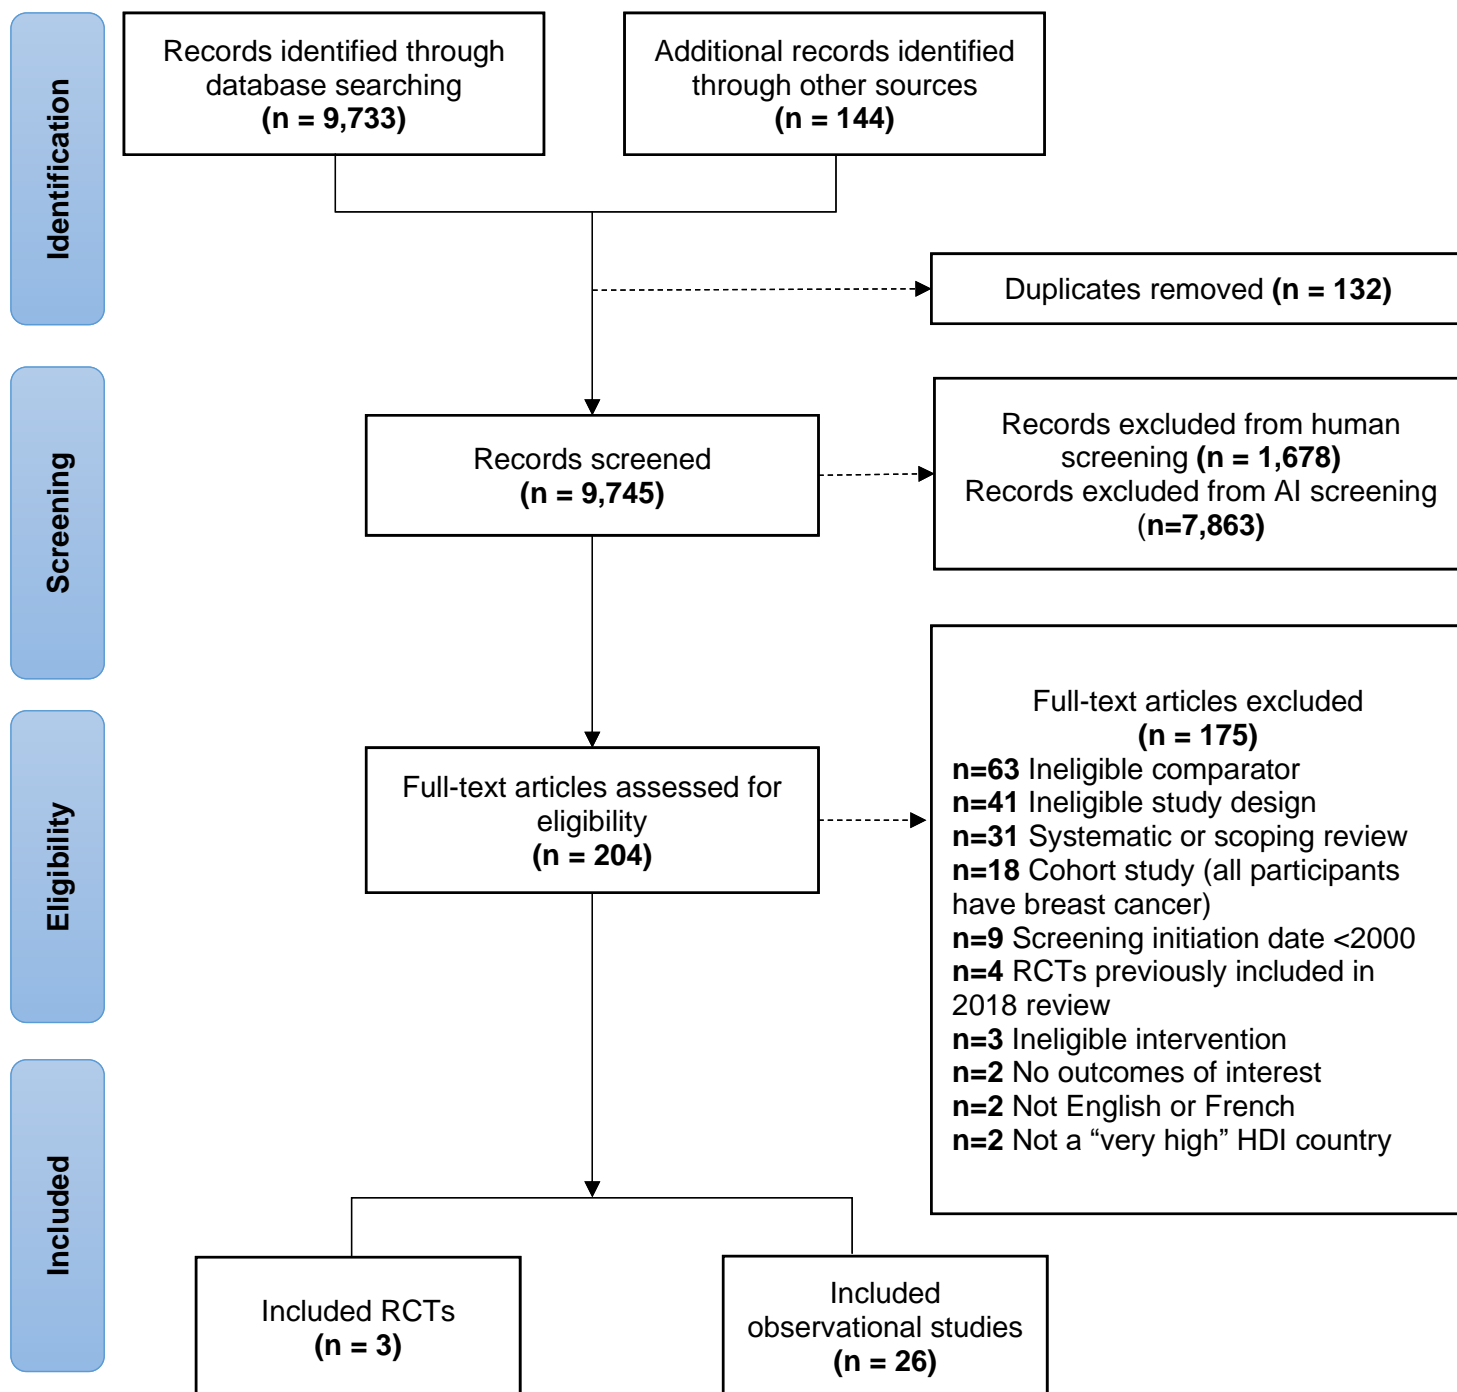 Identification
Records identified through
database searching
(n = 9,733)
Additional records identified
through other sources
(n = 144)
Duplicates removed (n = 132)
Screening
Records screened
(n = 9,745)
Records excluded from human
screening (n = 1,678)
Records excluded from AI screening
(n=7,863)
Eligibility
Full-text articles assessed for
eligibility
(n = 204)
Full-text articles excluded
(n = 175)
n=63 Ineligible comparator
n=41 Ineligible study design
n=31 Systematic or scoping review
n=18 Cohort study (all participants
have breast cancer)
n=9 Screening initiation date <2000
n=4 RCTs previously included in
2018 review
n=3 Ineligible intervention
n=2 No outcomes of interest
n=2 Not English or French
n=2 Not a “very high” HDI country
Included
Included RCTs
(n = 3)
Included
observational studies
(n = 26)